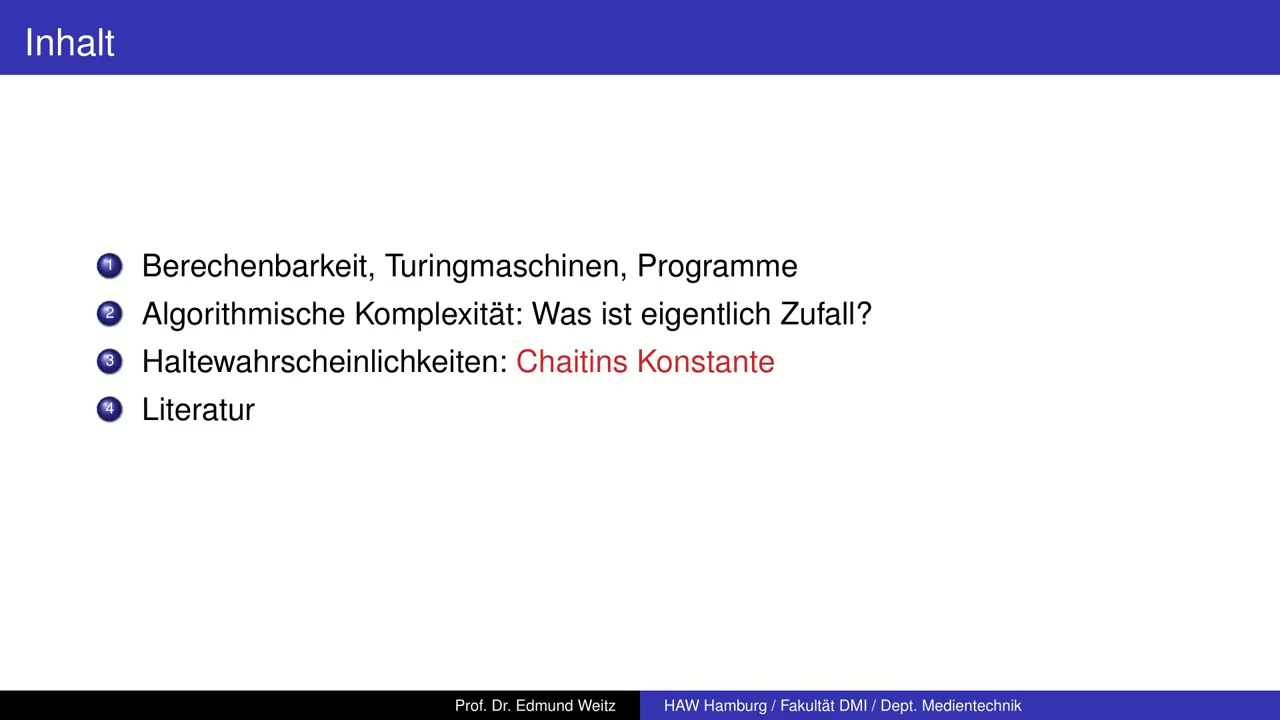 Inhalt
1 Berechenbarkeit, Turingmaschinen, Programme
2 Algorithmische Komplexität: Was ist eigentlich Zufall?
3 Haltewahrscheinlichkeiten: Chaitins Konstante
4 Literatur
Prof. Dr. Edmund Weitz HAW Hamburg / Fakultät DMI / Dept. Medientechnik